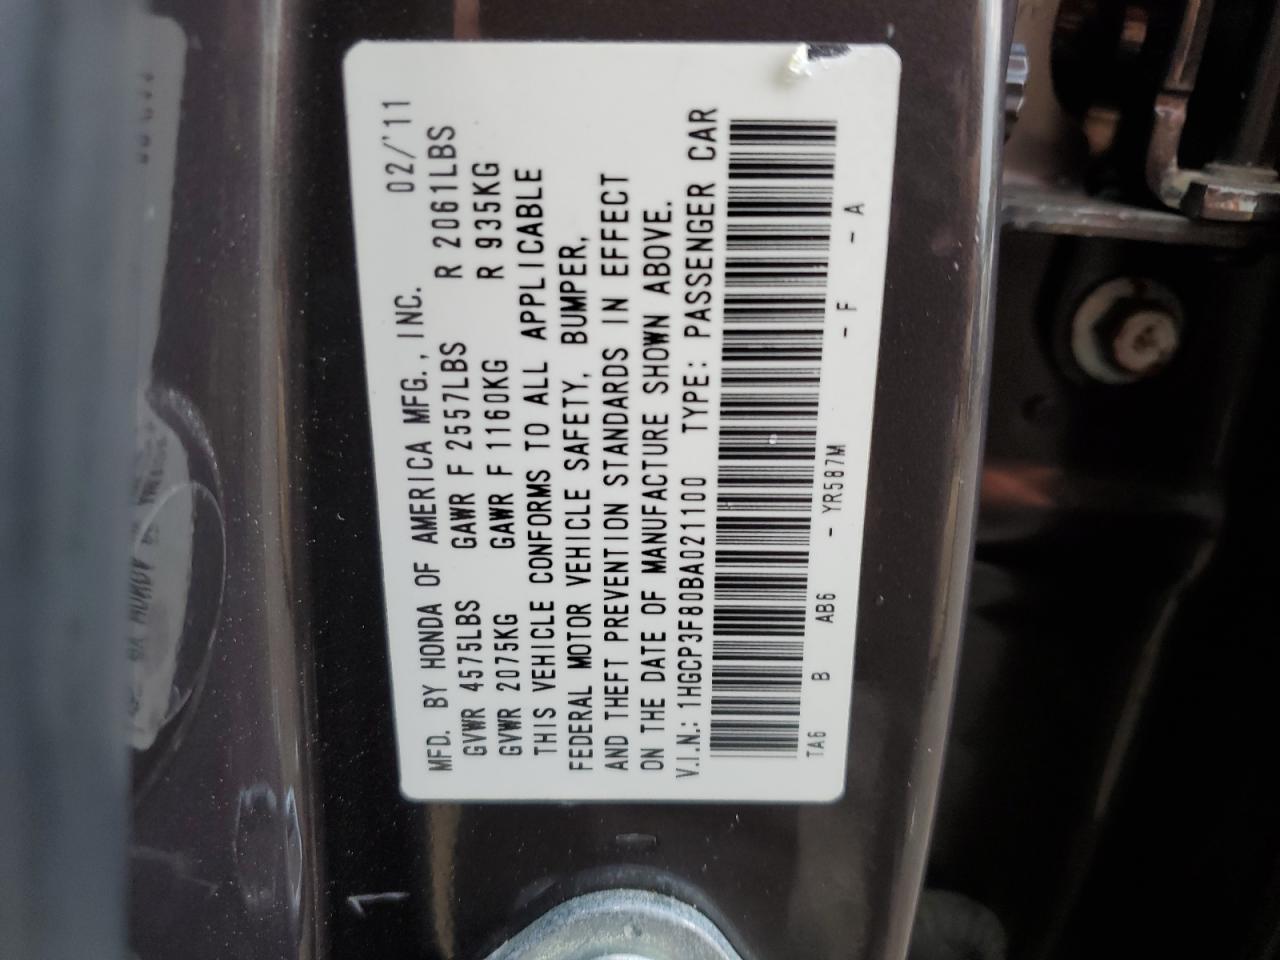 MFD. BY HONDA OF AMERICA MFG., INC. 02/'11
GVWR 4575LBS GAWR F 2557LBS R 2061LBS
GVWR 2075KG GAWR F 1160KG R 935KG
THIS VEHICLE CONFORMS TO ALL APPLICABLE
FEDERAL MOTOR VEHICLE SAFETY, BUMPER,
AND THEFT PREVENTION STANDARDS IN EFFECT
ON THE DATE OF MANUFACTURE SHOWN ABOVE.
V.I.N.: 1HGCP3F80BA021100 TYPE: PASSENGER CAR
TA6 B AB6 - YR587M - F - A